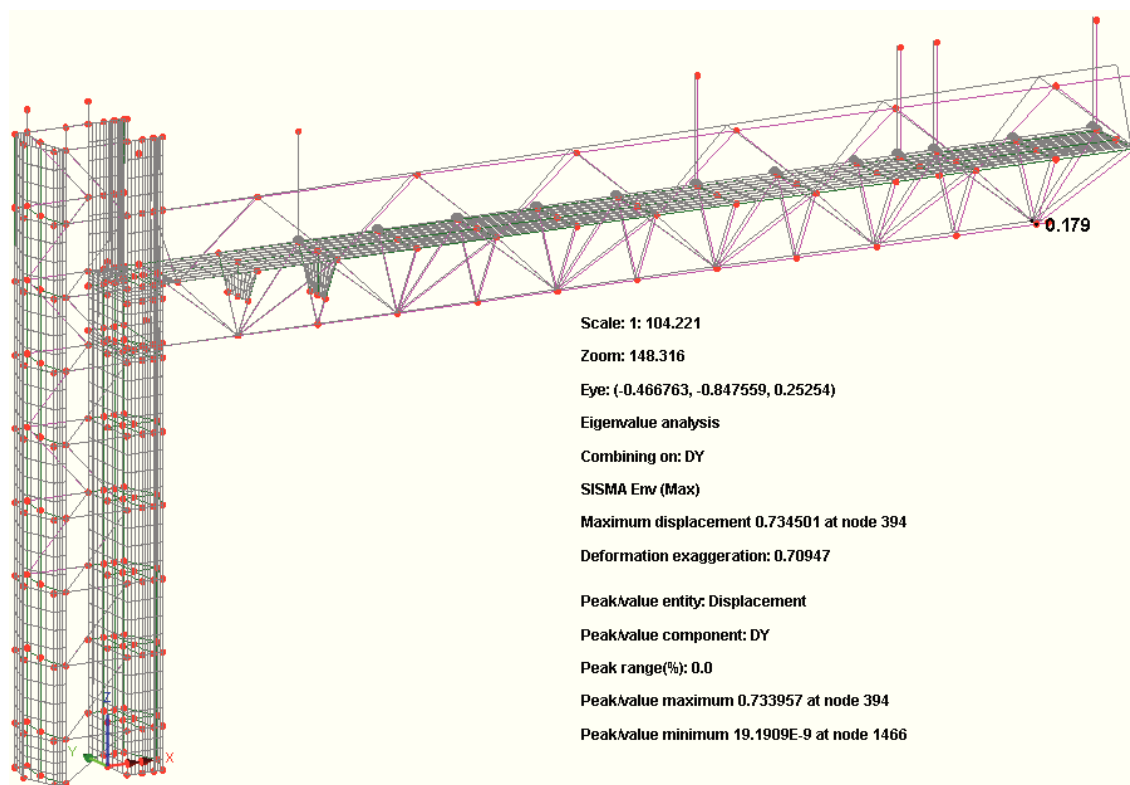 0.179
Scale: 1: 104.221
Zoom: 148.316
Eye: (-0.466763, -0.847559, 0.25254)
Eigenvalue analysis
Combining on: DY
SISMA Env (Max)
Maximum displacement 0.734501 at node 394
Deformation exaggeration: 0.70947
Peak/value entity: Displacement
Peak/value component: DY
Peak range(%): 0.0
Peak/value maximum 0.733957 at node 394
Peak/value minimum 19.1909E-9 at node 1466
Z
Y
X